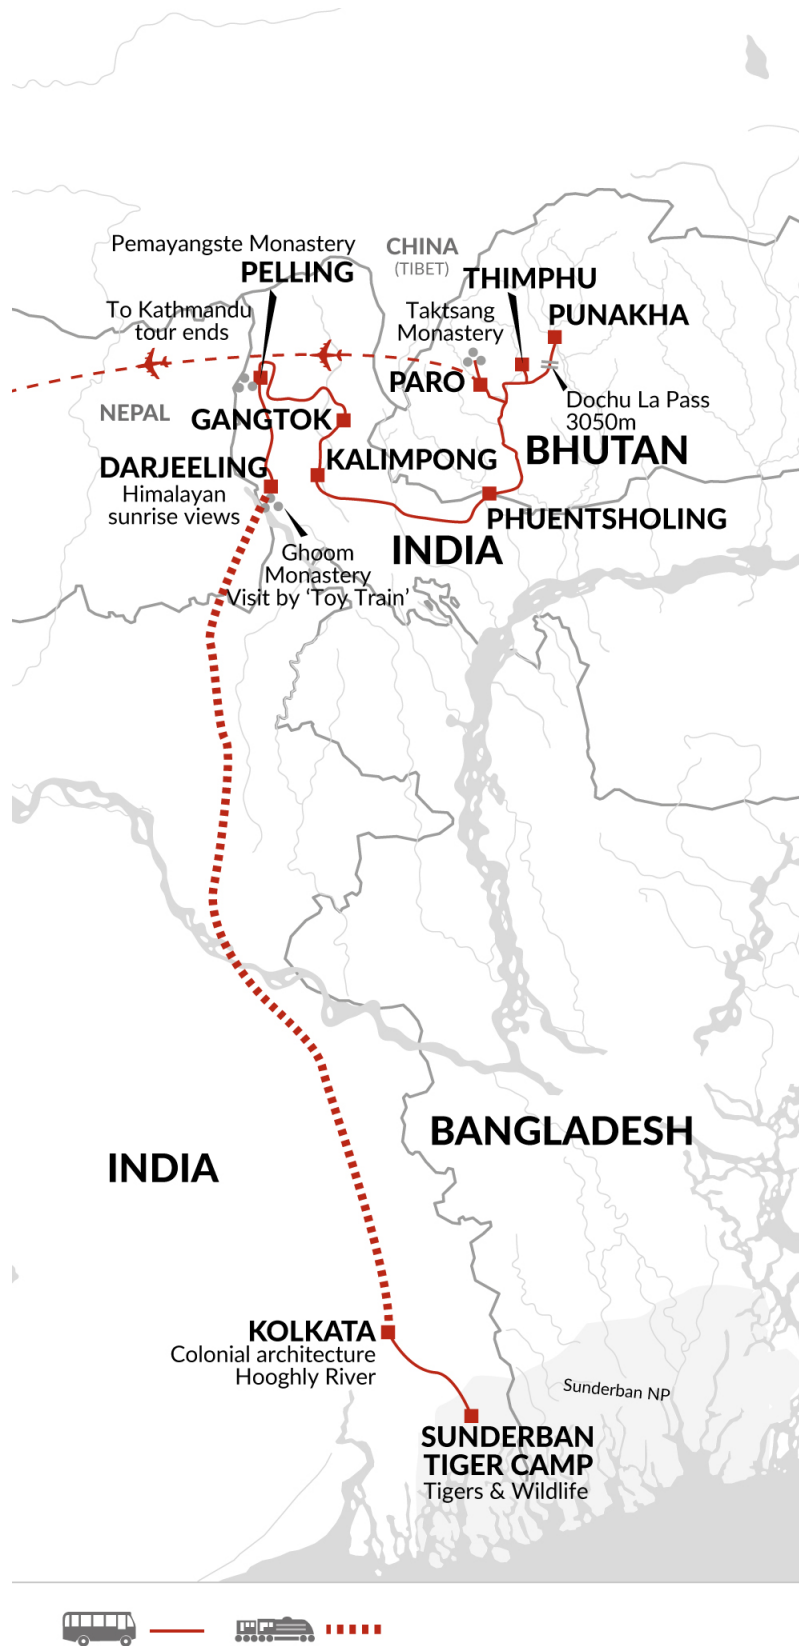 Pemayangste Monastery
PELLING
CHINA
(TIBET)
THIMPHU
To Kathmandu
tour ends
Taktsang
Monastery
PUNAKHA
PARO
NEPAL
GANGTOK
Dochu La Pass
3050m
DARJEELING
Himalayan
sunrise views
KALIMPONG
BHUTAN
PHUENTSHOLING
INDIA
Ghoom
Monastery
Visit by ‘Toy Train’
BANGLADESH
INDIA
KOLKATA
Colonial architecture
Hooghly River
Sunderban NP
SUNDERBAN
TIGER CAMP
Tigers & Wildlife